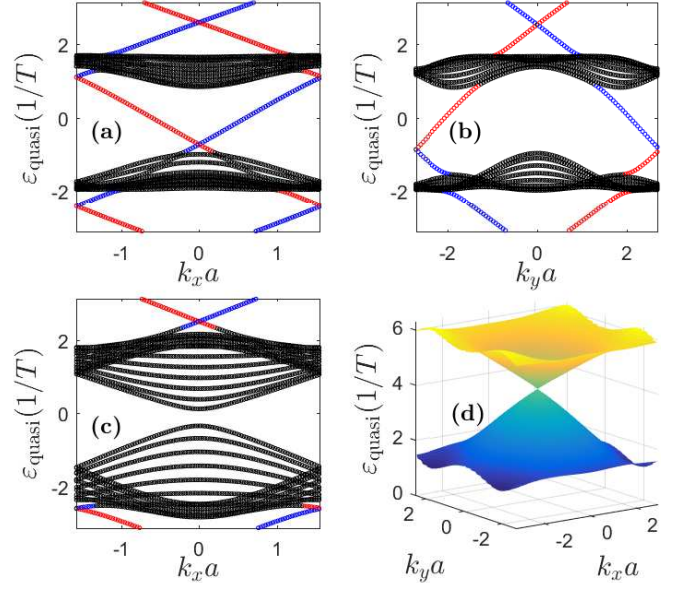 ε_quasi(1/T)
2
0
-2
(a)
-1 0 1
k_x a
ε_quasi(1/T)
2
0
-2
(b)
-2 0 2
k_y a
ε_quasi(1/T)
2
0
-2
(c)
-1 0 1
k_x a
ε_quasi(1/T)
6
4
2
0
(d)
2 0 -2
k_y a
-2 0 2
k_x a